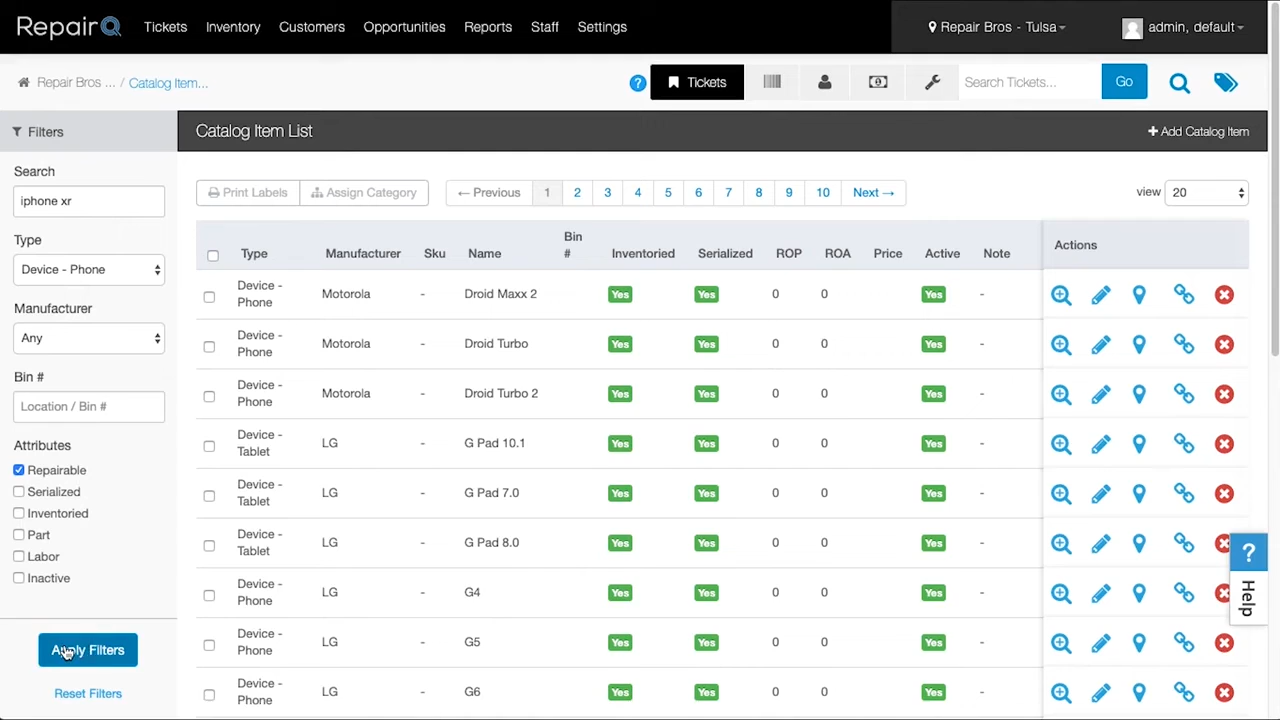 RepairQ Tickets Inventory Customers Opportunities Reports Staff Settings Repair Bros - Tulsa admin, default
Repair Bros ... / Catalog Item... ? Tickets Search Tickets... Go
Filters
Search
iphone xr
Type
Device - Phone
Manufacturer
Any
Bin #
Location / Bin #
Attributes
Repairable
Serialized
Inventoried
Part
Labor
Inactive
Apply Filters
Reset Filters
Catalog Item List + Add Catalog Item
Print Labels Assign Category ← Previous 1 2 3 4 5 6 7 8 9 10 Next → view 20
Type Manufacturer Sku Name Bin # Inventoried Serialized ROP ROA Price Active Note Actions
Device - Phone Motorola - Droid Maxx 2 Yes Yes 0 0 Yes -
Device - Phone Motorola - Droid Turbo Yes Yes 0 0 Yes -
Device - Phone Motorola - Droid Turbo 2 Yes Yes 0 0 Yes -
Device - Tablet LG - G Pad 10.1 Yes Yes 0 0 Yes -
Device - Tablet LG - G Pad 7.0 Yes Yes 0 0 Yes -
Device - Tablet LG - G Pad 8.0 Yes Yes 0 0 Yes -
Device - Phone LG - G4 Yes Yes 0 0 Yes -
Device - Phone LG - G5 Yes Yes 0 0 Yes -
Device - Phone LG - G6 Yes Yes 0 0 Yes -
? Help